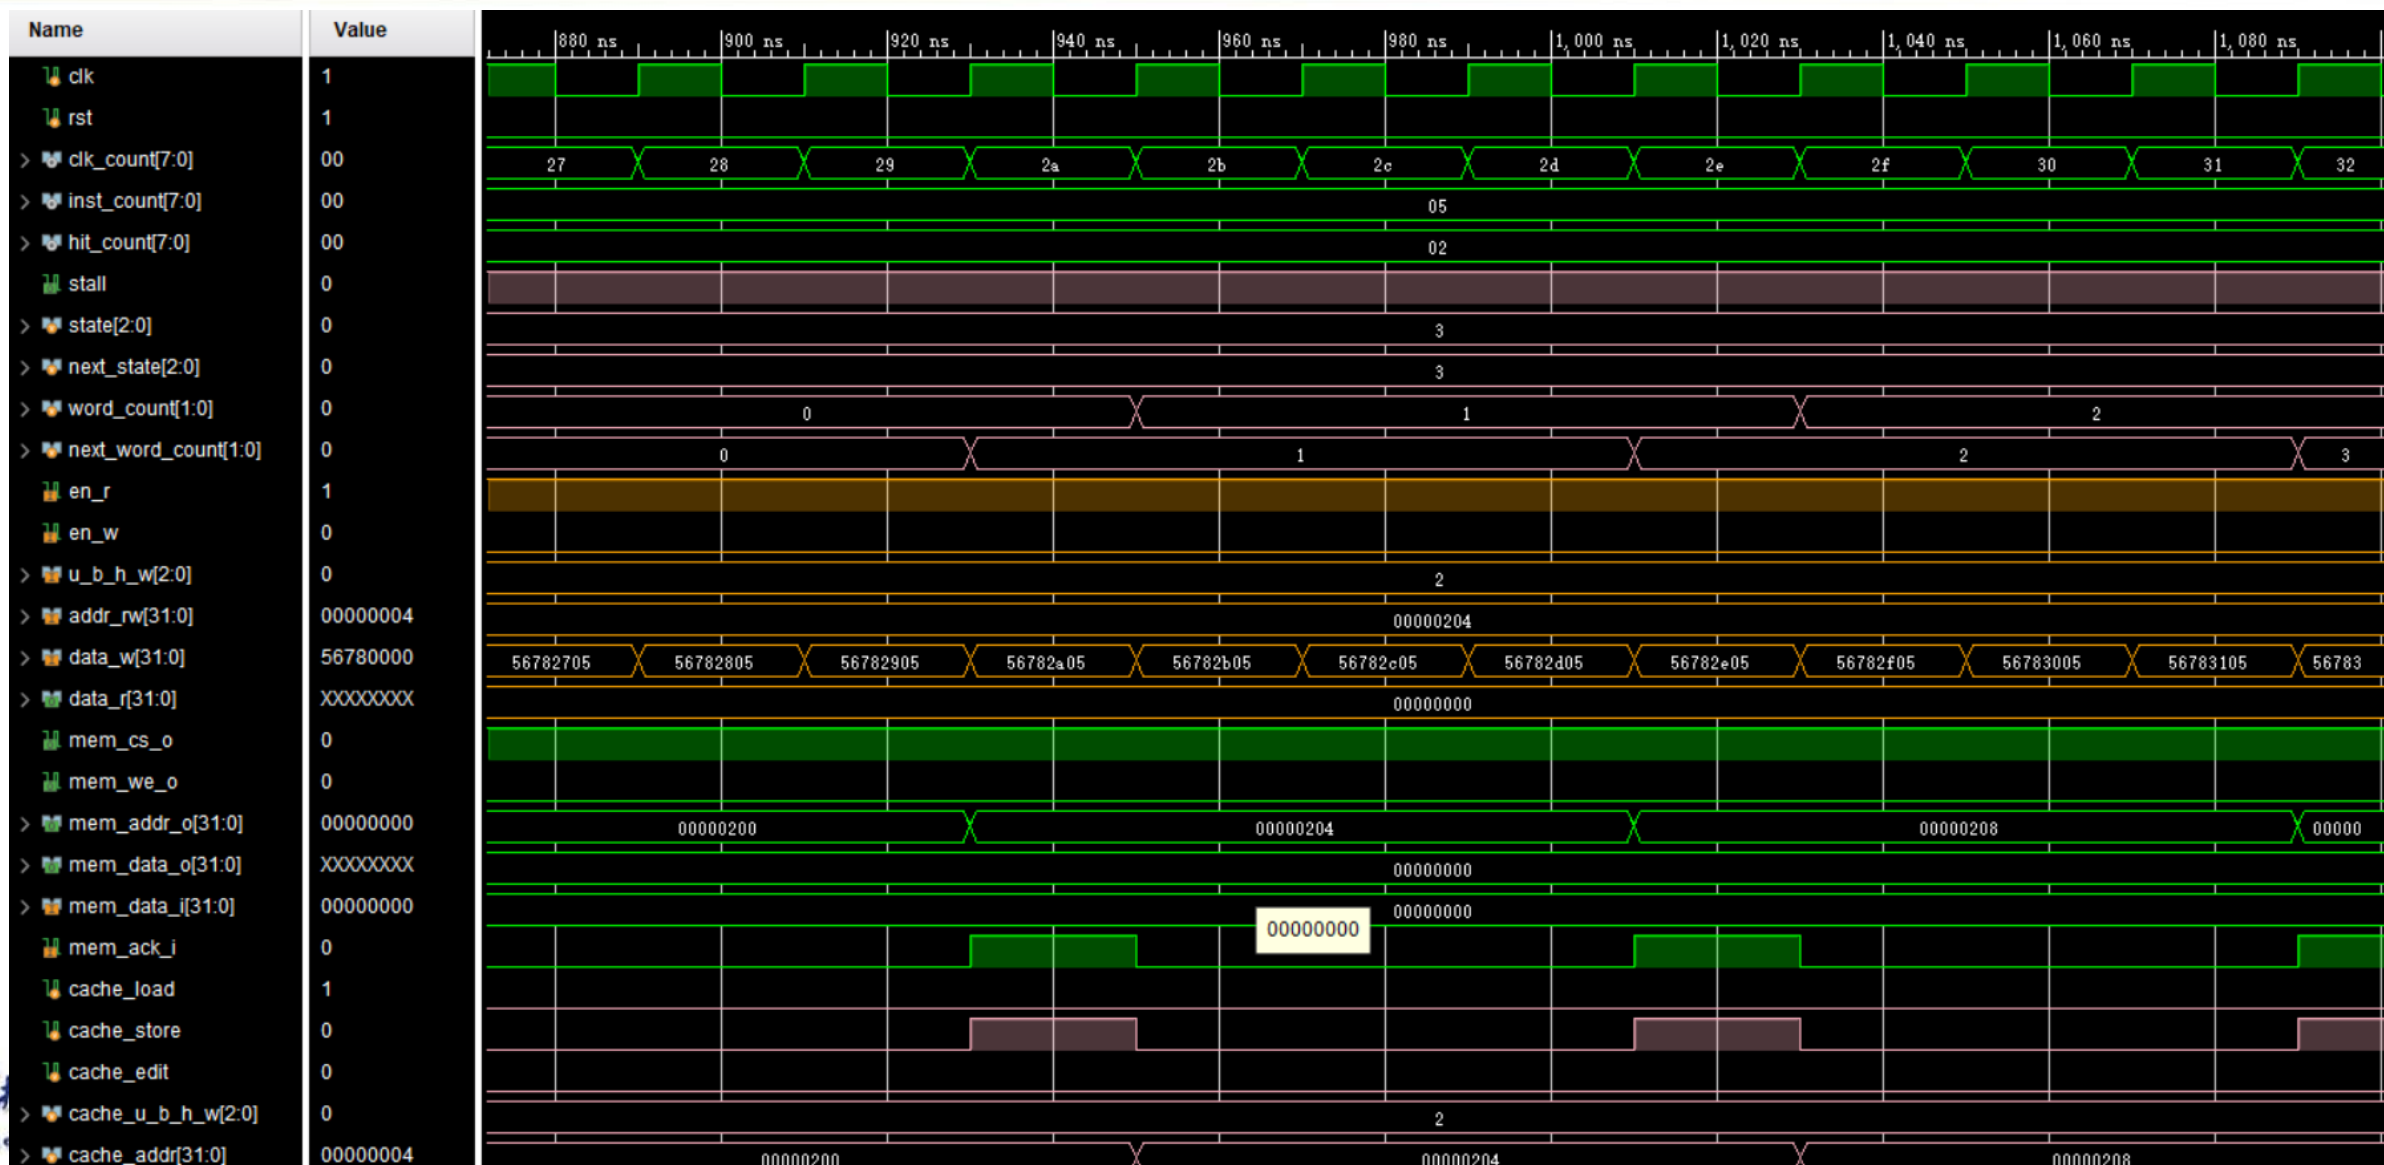 Name Value 880 ns 900 ns 920 ns 940 ns 960 ns 980 ns 1,000 ns 1,020 ns 1,040 ns 1,060 ns 1,080 ns
clk 1
rst 1
clk_count[7:0] 00 27 28 29 2a 2b 2c 2d 2e 2f 30 31 32
inst_count[7:0] 00 05
hit_count[7:0] 00 02
stall 0
state[2:0] 0 3
next_state[2:0] 0 3
word_count[1:0] 0 0 1 2
next_word_count[1:0] 0 0 1 2 3
en_r 1
en_w 0
u_b_h_w[2:0] 0 2
addr_rw[31:0] 00000004 00000204
data_w[31:0] 56780000 56782705 56782805 56782905 56782a05 56782b05 56782c05 56782d05 56782e05 56782f05 56783005 56783105 56783
data_r[31:0] XXXXXXXX 00000000
mem_cs_o 0
mem_we_o 0
mem_addr_o[31:0] 00000000 00000200 00000204 00000208 00000
mem_data_o[31:0] XXXXXXXX 00000000
mem_data_i[31:0] 00000000 00000000
00000000
mem_ack_i 0
cache_load 1
cache_store 0
cache_edit 0
cache_u_b_h_w[2:0] 0 2
cache_addr[31:0] 00000004 00000200 00000204 00000208